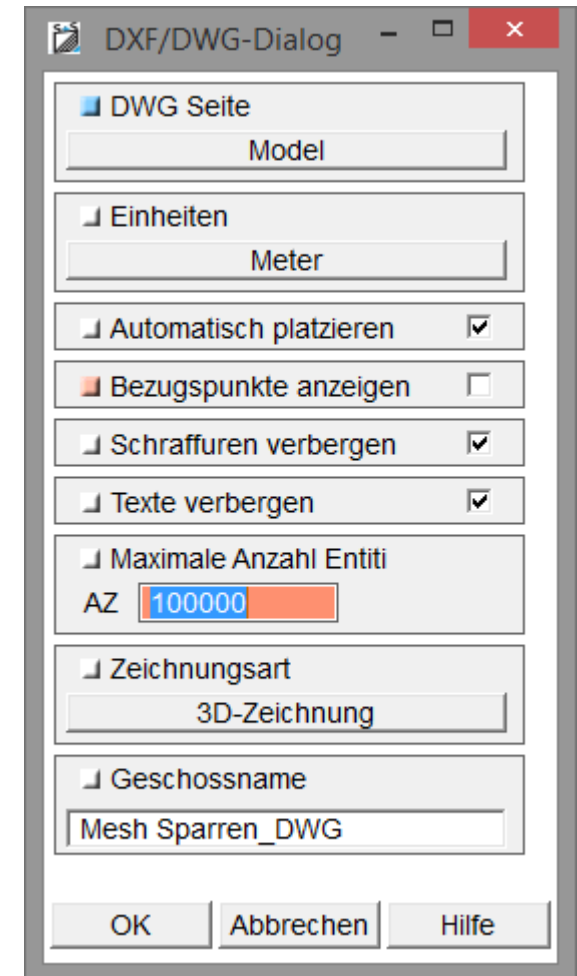 DXF/DWG-Dialog
DWG Seite
Model
Einheiten
Meter
Automatisch platzieren
Bezugspunkte anzeigen
Schraffuren verbergen
Texte verbergen
Maximale Anzahl Entiti
AZ 100000
Zeichnungsart
3D-Zeichnung
Geschossname
Mesh Sparren_DWG
OK Abbrechen Hilfe